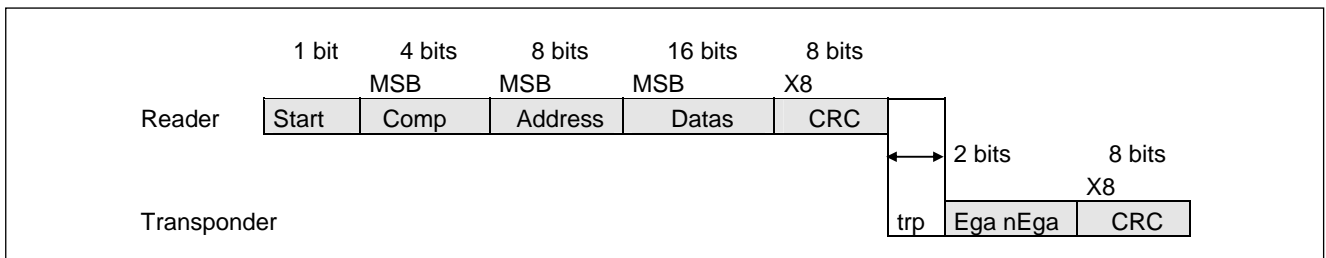 1 bit 4 bits 8 bits 16 bits 8 bits
MSB MSB MSB X8
Reader Start Comp Address Datas CRC
2 bits 8 bits
X8
Transponder trp Ega nEga CRC